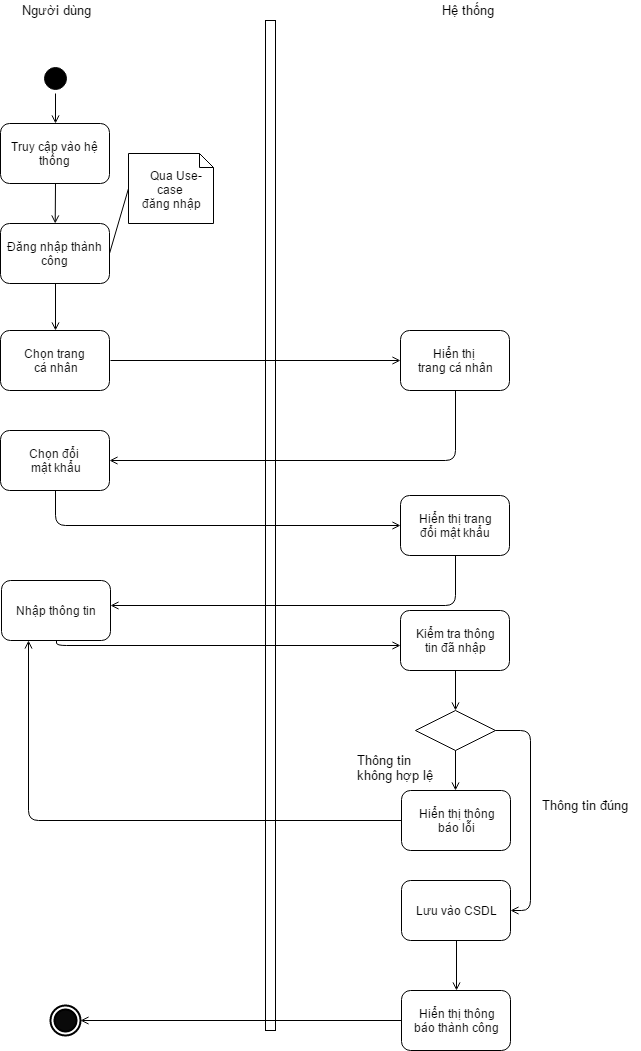 Người dùng
Hệ thống
Truy cập vào hệ
thống
Qua Use-
case
đăng nhập
Đăng nhập thành
công
Chọn trang
cá nhân
Hiển thị
trang cá nhân
Chọn đổi
mật khẩu
Hiển thị trang
đổi mật khẩu
Nhập thông tin
Kiểm tra thông
tin đã nhập
Thông tin
không hợp lệ
Hiển thị thông
báo lỗi
Thông tin đúng
Lưu vào CSDL
Hiển thị thông
báo thành công